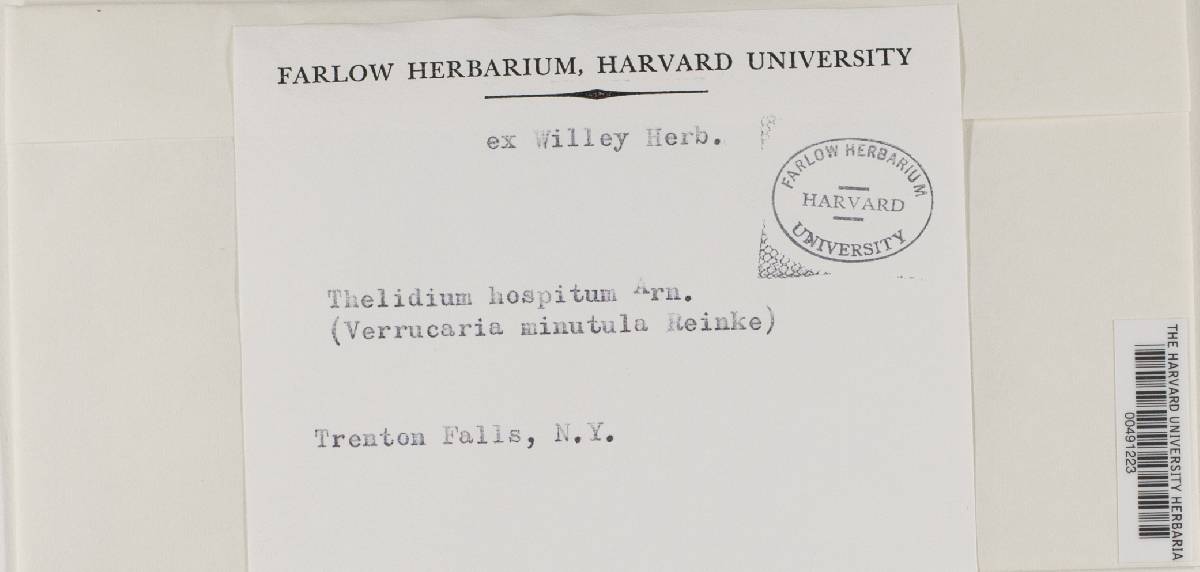 FARLOW HERBARIUM, HARVARD UNIVERSITY
ex Willey Herb.
FARLOW HERBARIUM
HARVARD
UNIVERSITY
Thelidium hospitum Arn.
(Verrucaria minutula Reinke)
Trenton Falls, N.Y.
THE HARVARD UNIVERSITY HERBARIA
00491223